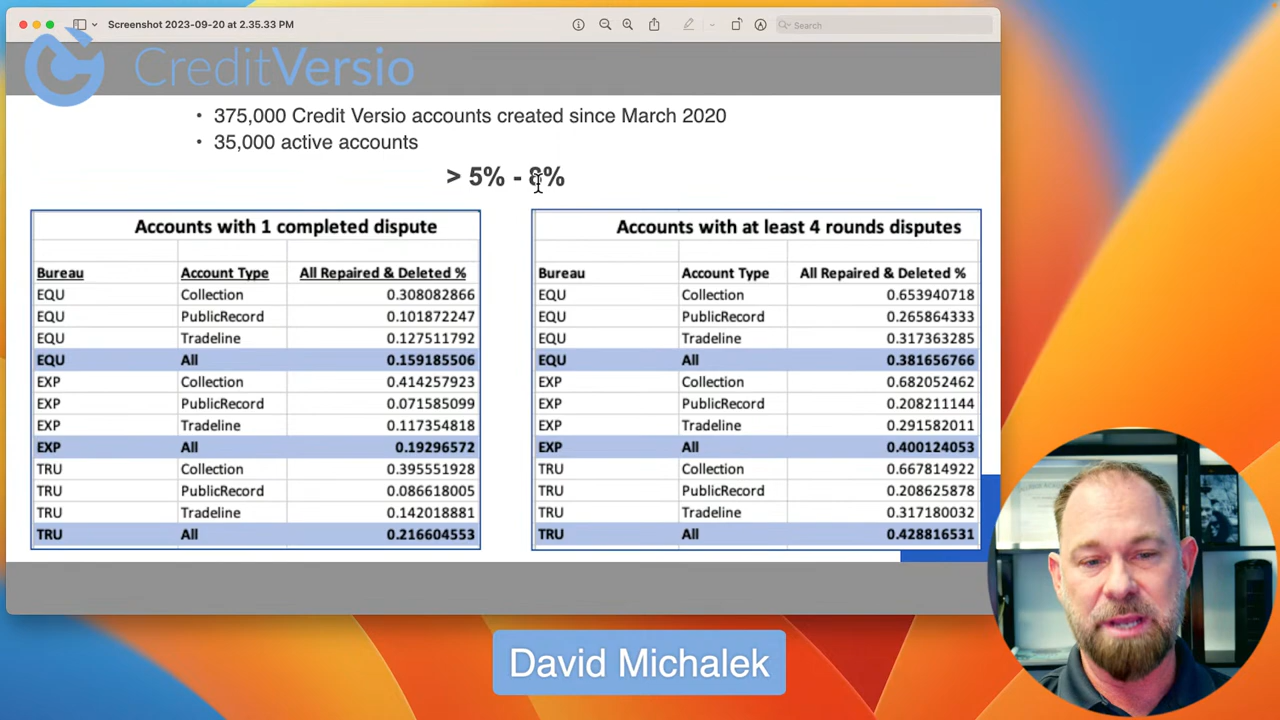 Screenshot 2023-09-20 at 2.35.33 PM
Search
CreditVersio
• 375,000 Credit Versio accounts created since March 2020
• 35,000 active accounts
> 5% - 8%
Accounts with 1 completed dispute
Bureau Account Type All Repaired & Deleted %
EQU Collection 0.308082866
EQU PublicRecord 0.101872247
EQU Tradeline 0.127511792
EQU All 0.159185506
EXP Collection 0.414257923
EXP PublicRecord 0.071585099
EXP Tradeline 0.117354818
EXP All 0.19296572
TRU Collection 0.395551928
TRU PublicRecord 0.086618005
TRU Tradeline 0.142018881
TRU All 0.216604553
Accounts with at least 4 rounds disputes
Bureau Account Type All Repaired & Deleted %
EQU Collection 0.653940718
EQU PublicRecord 0.265864333
EQU Tradeline 0.317363285
EQU All 0.381656766
EXP Collection 0.682052462
EXP PublicRecord 0.208211144
EXP Tradeline 0.291582011
EXP All 0.400124053
TRU Collection 0.667814922
TRU PublicRecord 0.208625878
TRU Tradeline 0.317180032
TRU All 0.428816531
David Michalek